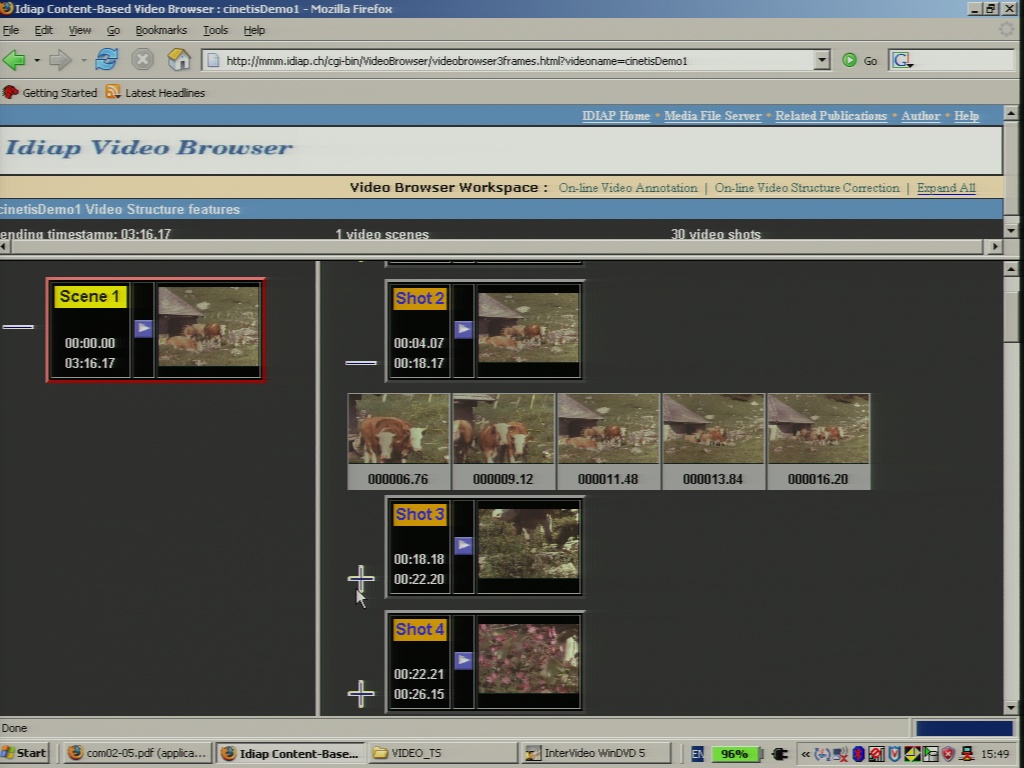 Idiap Content-Based Video Browser : cinetisDemo1 - Mozilla Firefox
File Edit View Go Bookmarks Tools Help
http://mmm.idiap.ch/cgi-bin/VideoBrowser/videobrowser3frames.html?videoname=cinetisDemo1 Go G
Getting Started Latest Headlines
IDIAP Home • Media File Server • Related Publications • Author • Help
Idiap Video Browser
Video Browser Workspace : On-line Video Annotation | On-line Video Structure Correction | Expand All
cinetisDemo1 Video Structure features
ending timestamp: 03:16.17 1 video scenes 30 video shots
Scene 1
00:00.00
03:16.17
Shot 2
00:04.07
00:18.17
000006.76 000009.12 000011.48 000013.84 000016.20
Shot 3
00:18.18
00:22.20
Shot 4
00:22.21
00:26.15
Done
Start com02-05.pdf (applica... Idiap Content-Base... VIDEO_TS InterVideo WinDVD 5 EN 96% « 15:49